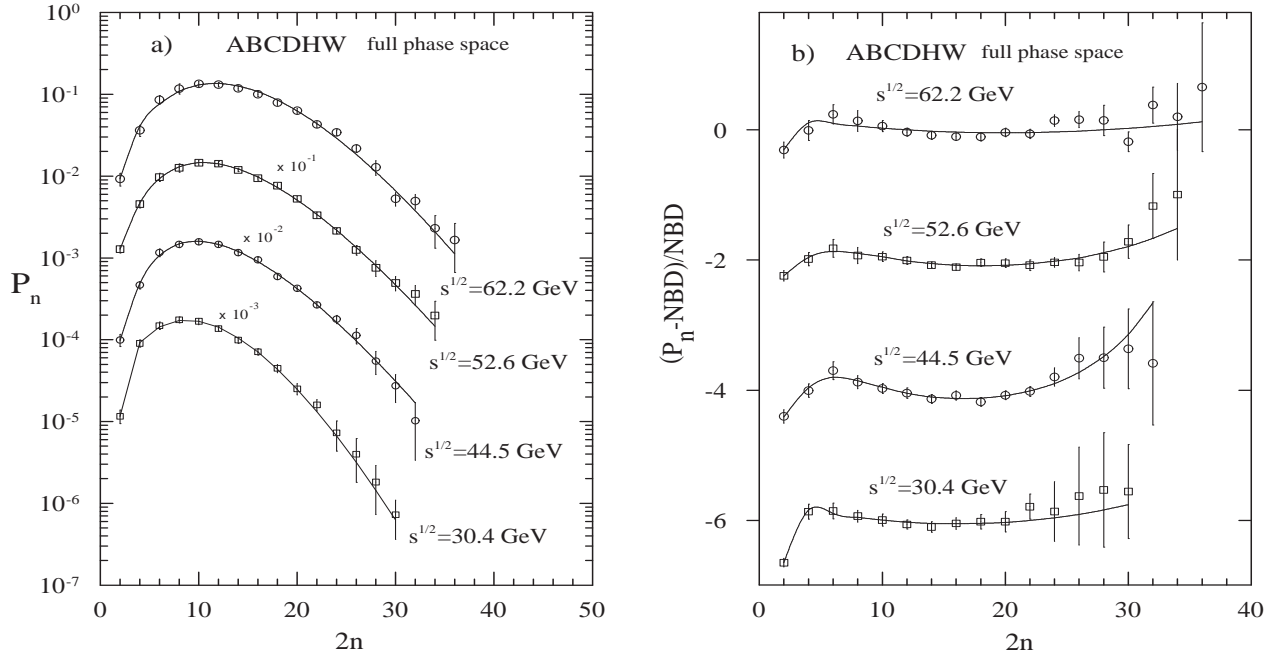 a) ABCDHW full phase space
10⁰
10⁻¹
10⁻²
10⁻³
10⁻⁴
10⁻⁵
10⁻⁶
10⁻⁷
Pₙ
x 10⁻¹
x 10⁻²
x 10⁻³
s^{1/2}=62.2 GeV
s^{1/2}=52.6 GeV
s^{1/2}=44.5 GeV
s^{1/2}=30.4 GeV
0 10 20 30 40 50
2n
b) ABCDHW full phase space
s^{1/2}=62.2 GeV
0
s^{1/2}=52.6 GeV
-2
s^{1/2}=44.5 GeV
-4
s^{1/2}=30.4 GeV
-6
(Pₙ-NBD)/NBD
0 10 20 30 40
2n